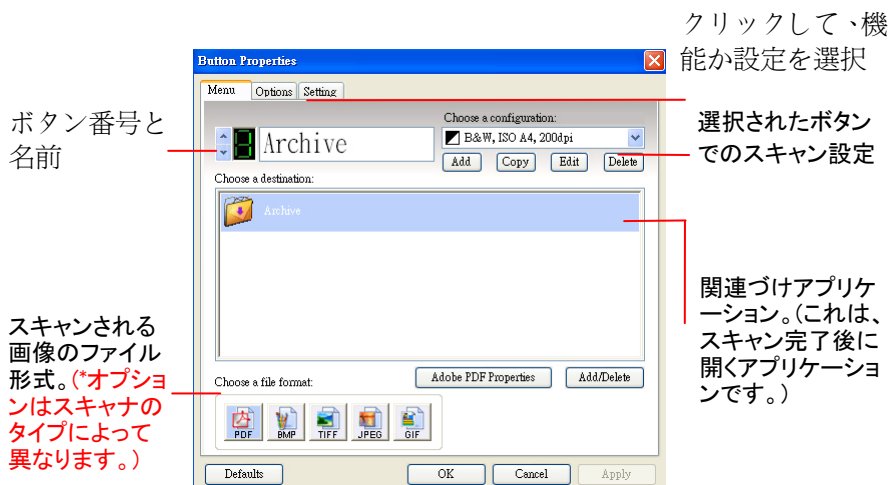 クリックして、機
能か設定を選択
Button Properties
Menu Options Setting
ボタン番号と
名前
Archive
Choose a configuration:
B&W, ISO A4, 200dpi
Add Copy Edit Delete
選択されたボタン
でのスキャン設定
Choose a destination:
Archive
関連づけアプリケ
ーション。(これは、
スキャン完了後に
開くアプリケーショ
ンです。)
スキャンされる
画像のファイル
形式。(*オプショ
ンはスキャナの
タイプによって
異なります。)
Choose a file format:
Adobe PDF Properties Add/Delete
PDF BMP TIFF JPEG GIF
Defaults OK Cancel Apply